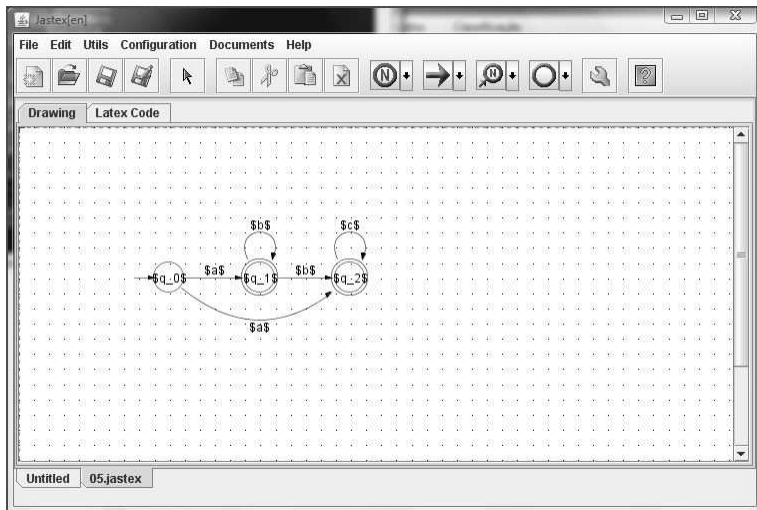 Jastex[en]
File Edit Utils Configuration Documents Help
N N ?
Drawing Latex Code
$b$ $c$
$q_0$ $a$ $q_1$ $b$ $q_2$
$a$
Untitled 05.jastex